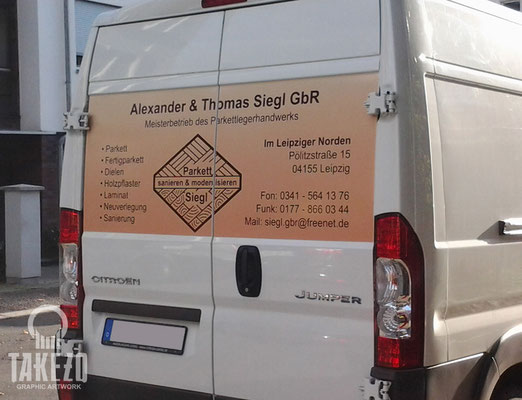 Alexander & Thomas Siegl GbR
Meisterbetrieb des Parkettlegerhandwerks
• Parkett
• Fertigparkett
• Dielen
• Holzpflaster
• Laminat
• Neuverlegung
• Sanierung
Parkett
sanieren & modernisieren
Siegl
Im Leipziger Norden
Pölitzstraße 15
04155 Leipzig
Fon: 0341 - 564 13 76
Funk: 0177 - 866 03 44
Mail: siegl.gbr@freenet.de
CITROËN
JUMPER
TAKEZO
GRAPHIC ARTWORK